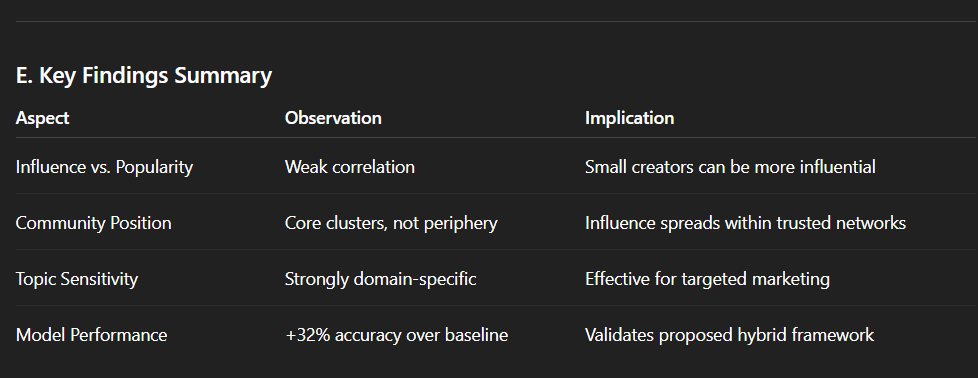 E. Key Findings Summary
Aspect Observation Implication
Influence vs. Popularity Weak correlation Small creators can be more influential
Community Position Core clusters, not periphery Influence spreads within trusted networks
Topic Sensitivity Strongly domain-specific Effective for targeted marketing
Model Performance +32% accuracy over baseline Validates proposed hybrid framework